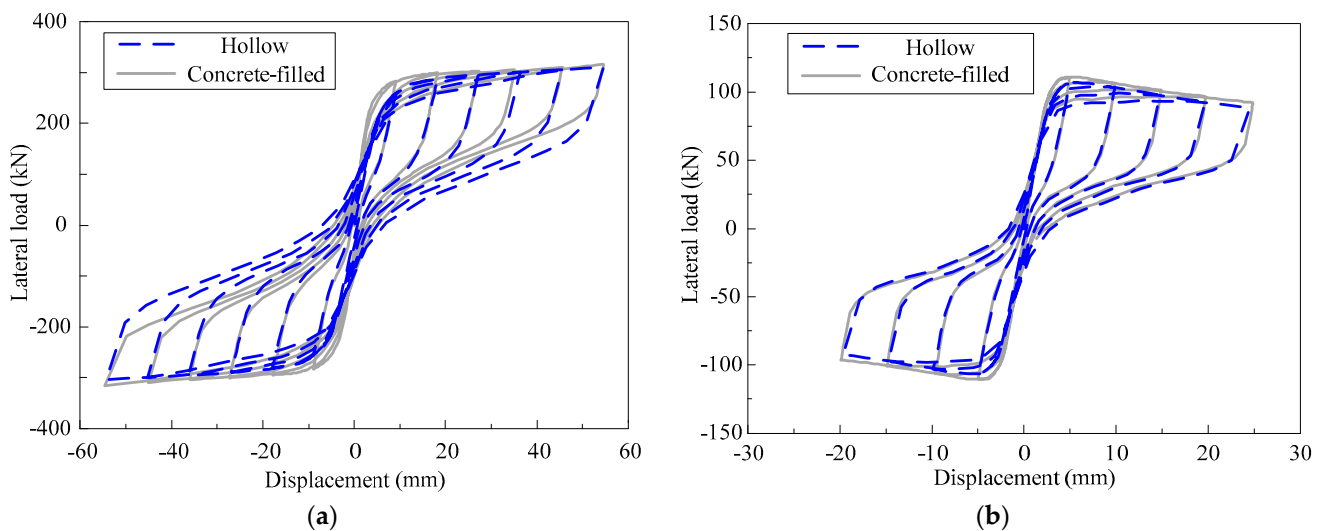 400
200
0
-200
-400
Lateral load (kN)
Hollow
Concrete-filled
-60 -40 -20 0 20 40 60
Displacement (mm)
(a)
150
100
50
0
-50
-100
-150
Lateral load (kN)
Hollow
Concrete-filled
-30 -20 -10 0 10 20 30
Displacement (mm)
(b)